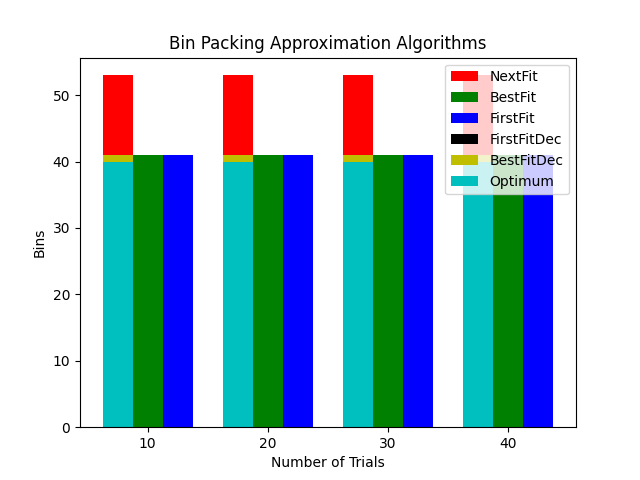 Bin Packing Approximation Algorithms
NextFit
BestFit
FirstFit
FirstFitDec
BestFitDec
Optimum
50
40
30
20
10
0
Bins
10 20 30 40
Number of Trials